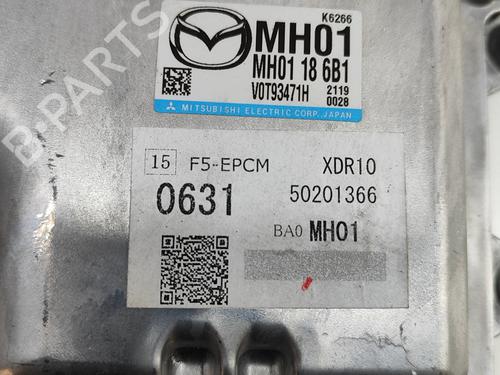 K6266
MH01
MH01 18 6B1
V0T93471H 2119
0028
MITSUBISHI ELECTRIC CORP. JAPAN
15 F5-EPCM XDR10
0631 50201366
BA0 MH01
B-PARTS